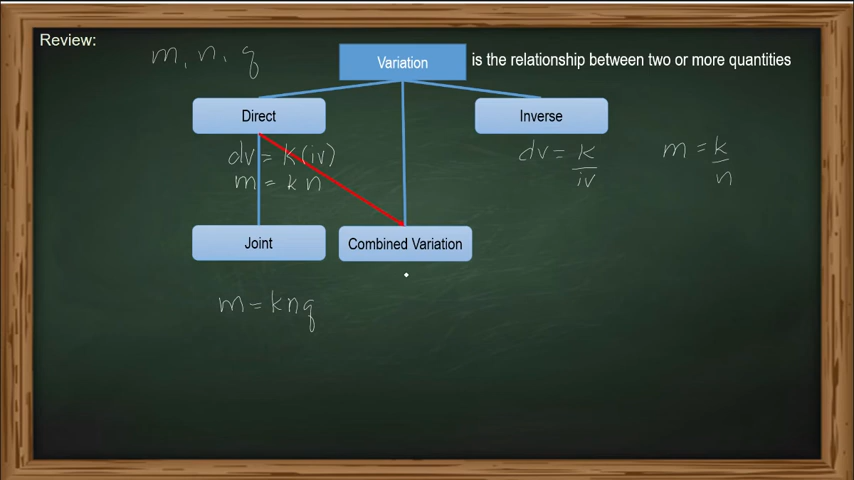 Review:
m, n, q
Variation
is the relationship between two or more quantities
Direct
Inverse
dv = k(iv)
m = k n
dv = k/iv
m = k/n
Joint
Combined Variation
m = knq